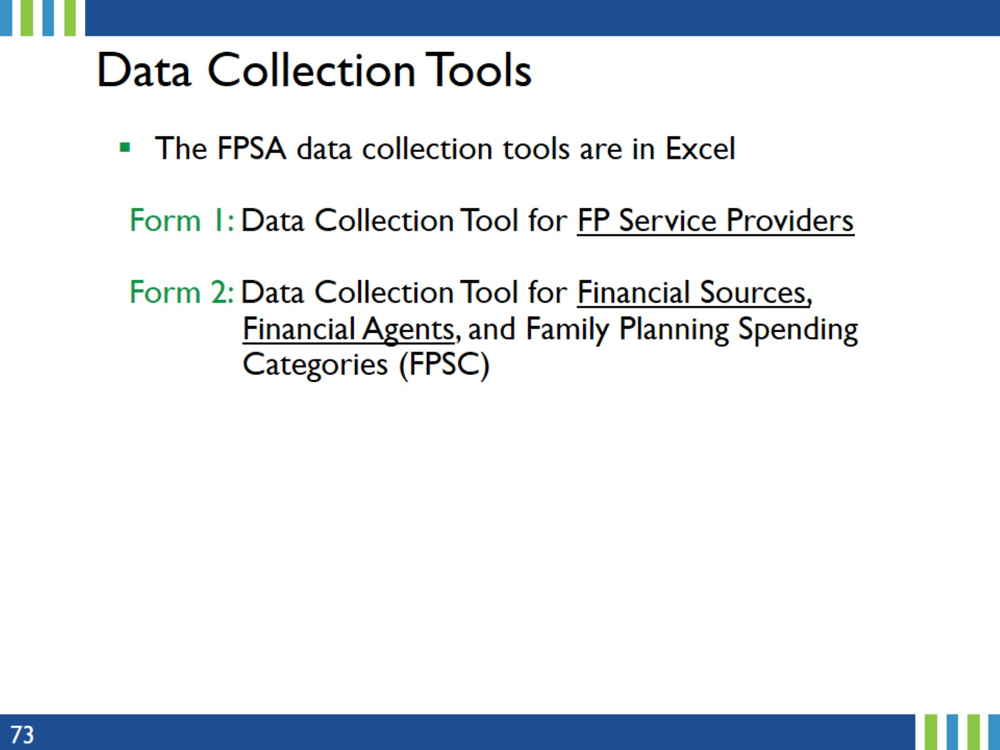 Data Collection Tools
▪ The FPSA data collection tools are in Excel
Form 1: Data Collection Tool for FP Service Providers
Form 2: Data Collection Tool for Financial Sources,
Financial Agents, and Family Planning Spending
Categories (FPSC)
73